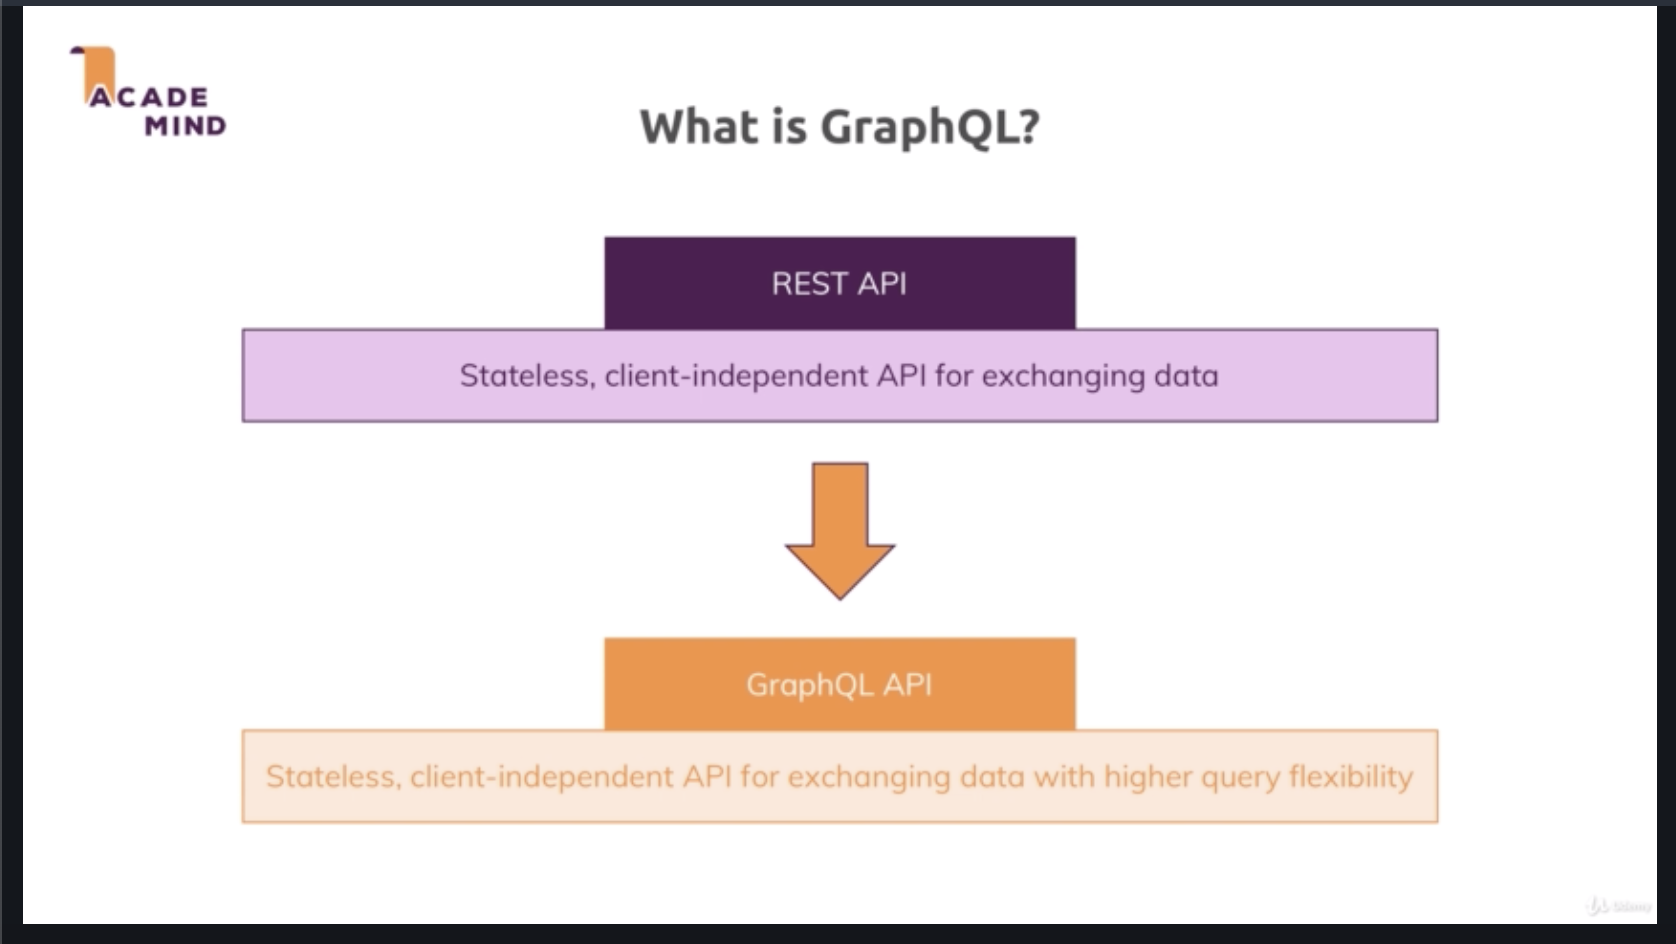 ACADE
MIND
What is GraphQL?
REST API
Stateless, client-independent API for exchanging data
GraphQL API
Stateless, client-independent API for exchanging data with higher query flexibility
Udemy